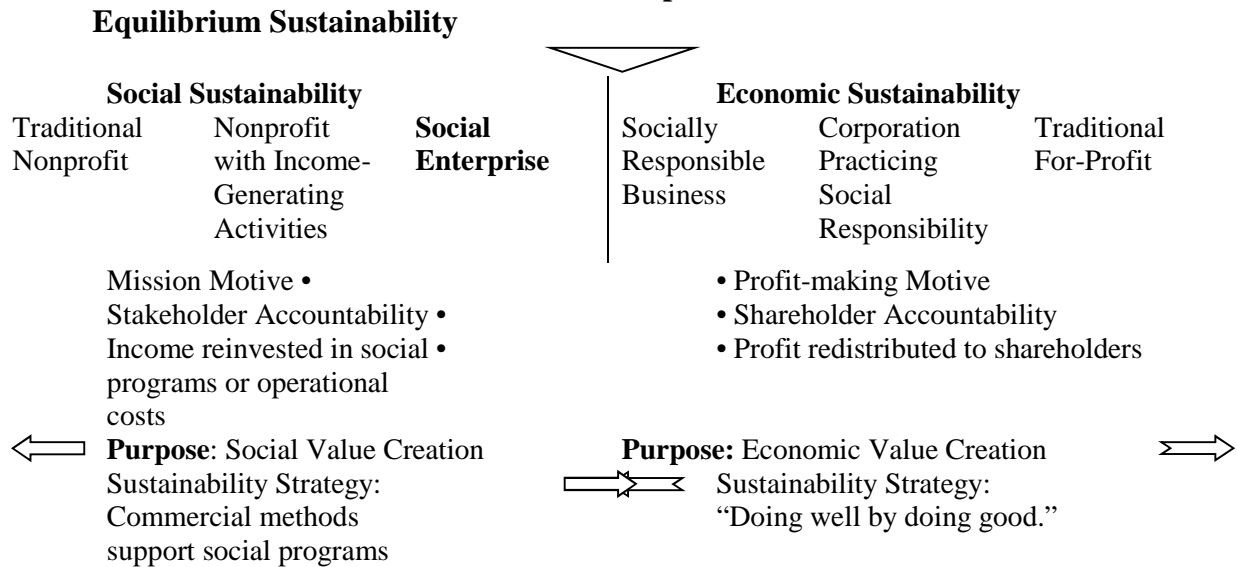 Equilibrium Sustainability
Social Sustainability
Economic Sustainability
Traditional
Nonprofit
Nonprofit
with Income-
Generating
Activities
Social
Enterprise
Socially
Responsible
Business
Corporation
Practicing
Social
Responsibility
Traditional
For-Profit
Mission Motive •
Stakeholder Accountability •
Income reinvested in social •
programs or operational
costs
• Profit-making Motive
• Shareholder Accountability
• Profit redistributed to shareholders
Purpose: Social Value Creation
Sustainability Strategy:
Commercial methods
support social programs
Purpose: Economic Value Creation
Sustainability Strategy:
“Doing well by doing good.”